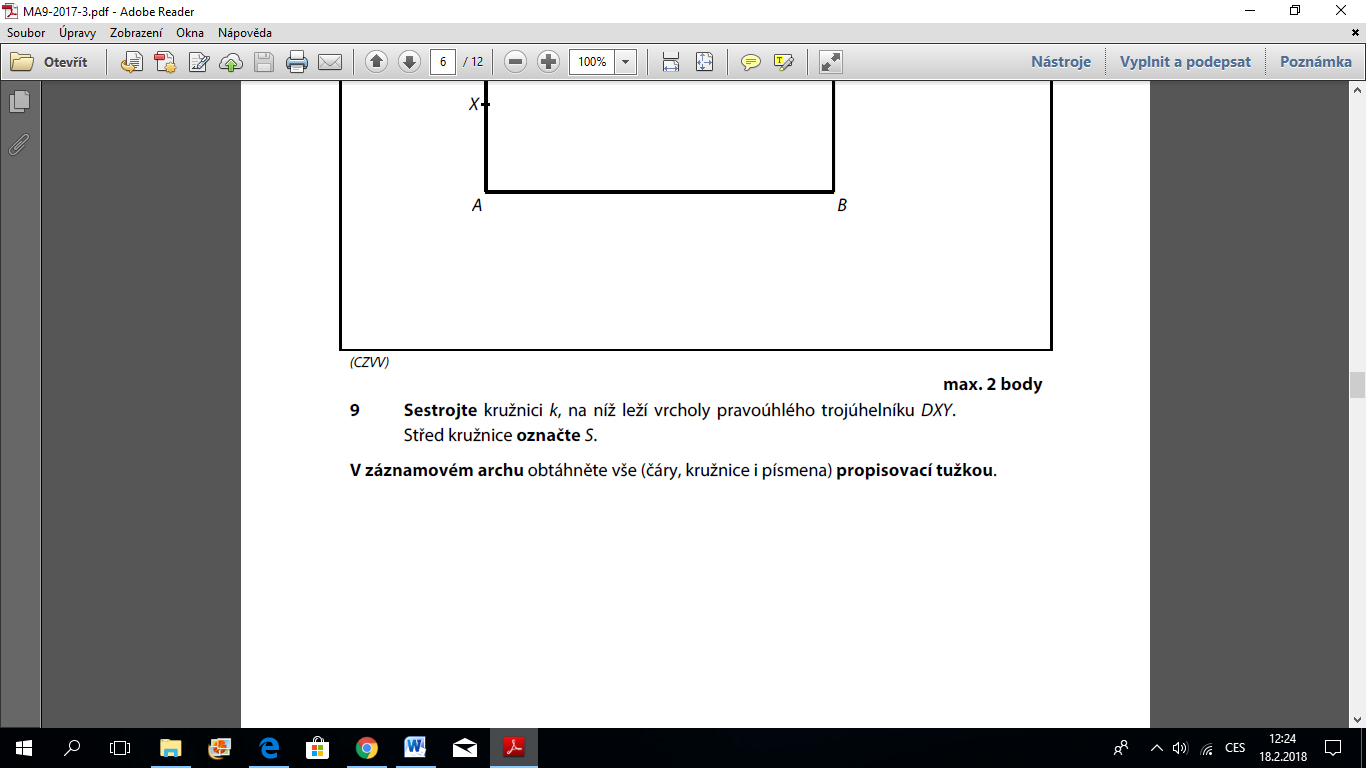 MA9-2017-3.pdf - Adobe Reader
Soubor Úpravy Zobrazení Okna Nápověda
Otevřít 6 / 12 100% Nástroje Vyplnit a podepsat Poznámka
X
A B
(CZVV)
max. 2 body
9 Sestrojte kružnici k, na níž leží vrcholy pravoúhlého trojúhelníku DXY.
Střed kružnice označte S.
V záznamovém archu obtáhněte vše (čáry, kružnice i písmena) propisovací tužkou.
CES
12:24
18.2.2018